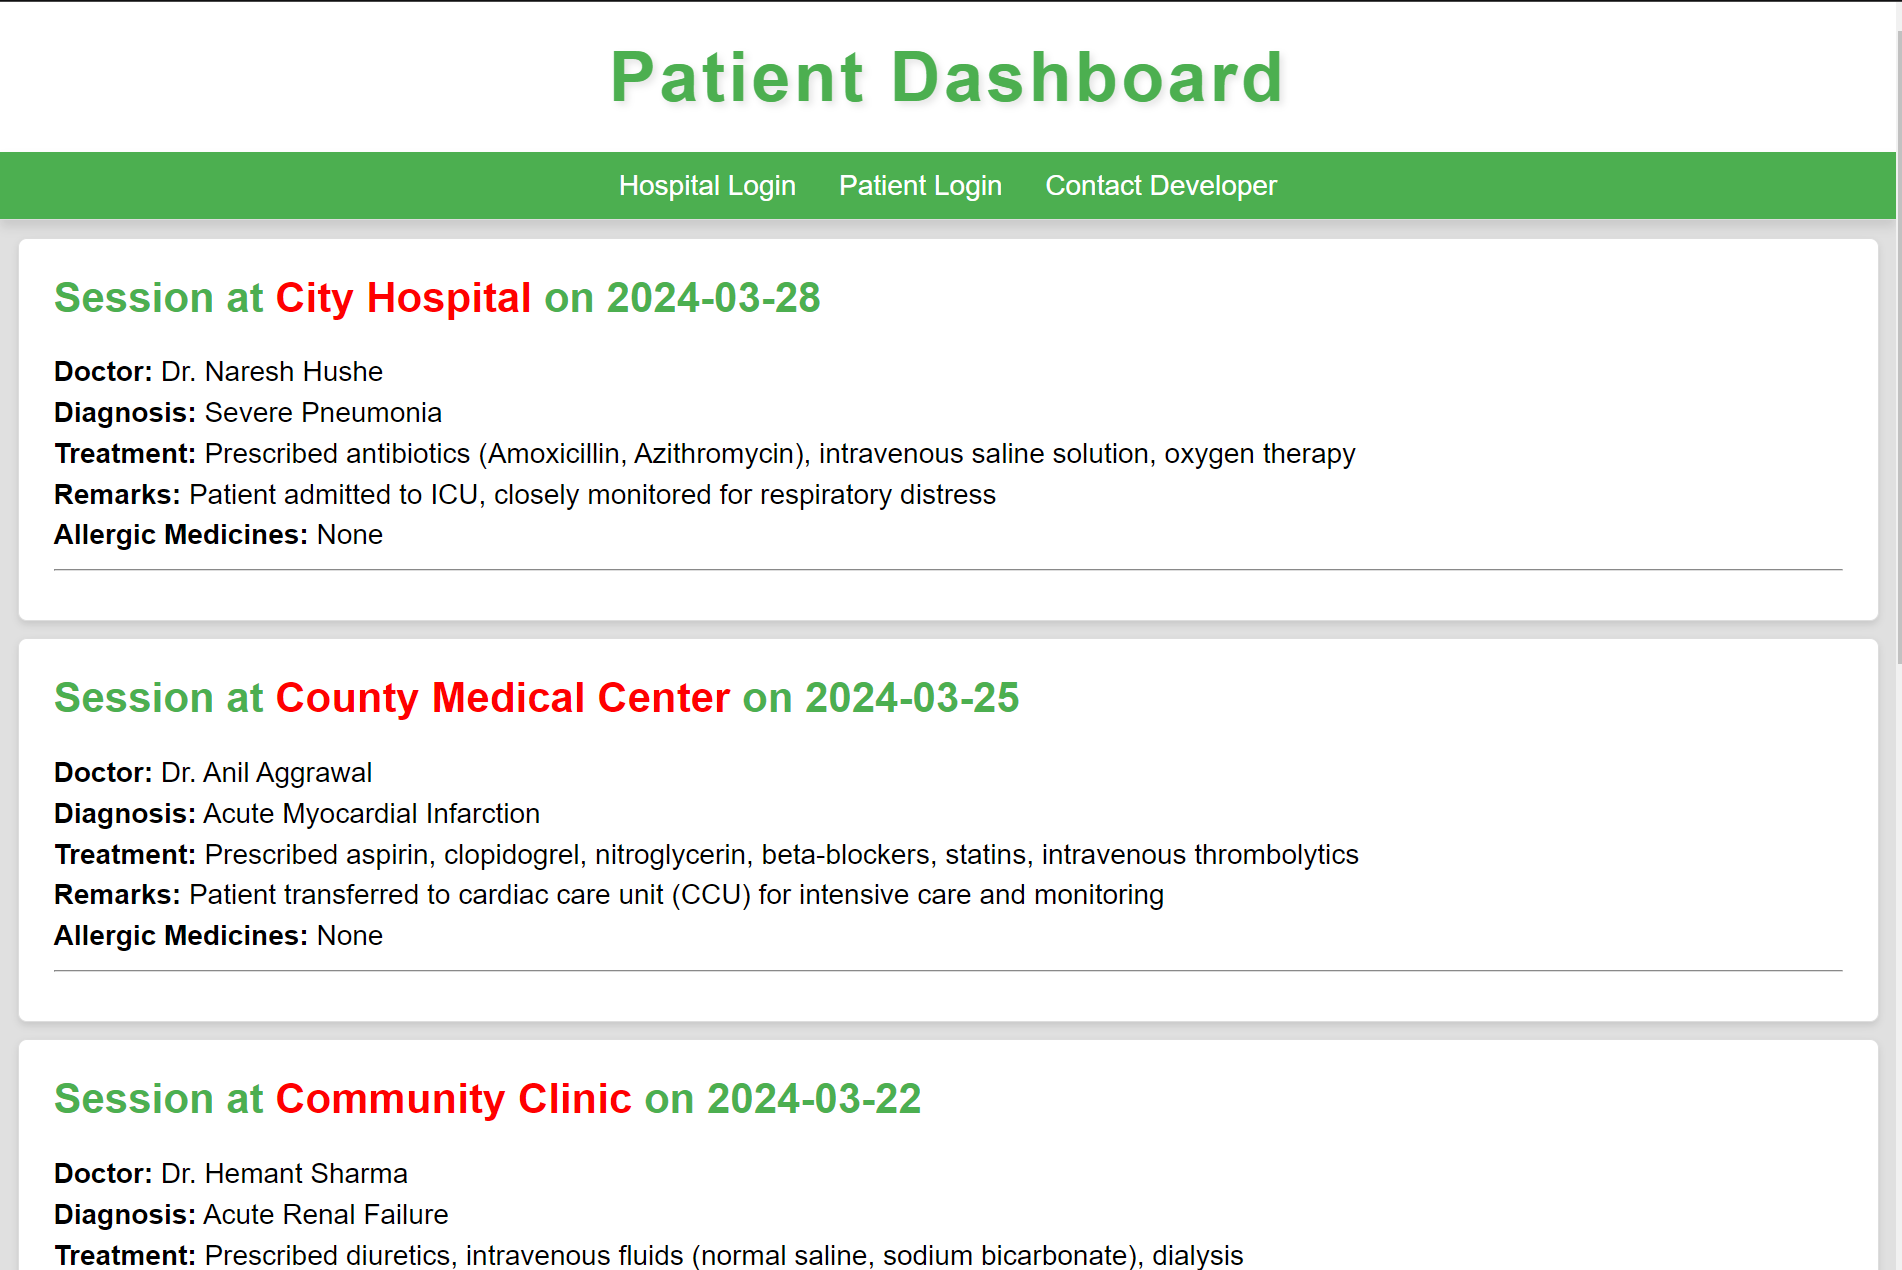 Patient Dashboard
Hospital Login Patient Login Contact Developer
Session at City Hospital on 2024-03-28
Doctor: Dr. Naresh Hushe
Diagnosis: Severe Pneumonia
Treatment: Prescribed antibiotics (Amoxicillin, Azithromycin), intravenous saline solution, oxygen therapy
Remarks: Patient admitted to ICU, closely monitored for respiratory distress
Allergic Medicines: None
Session at County Medical Center on 2024-03-25
Doctor: Dr. Anil Aggrawal
Diagnosis: Acute Myocardial Infarction
Treatment: Prescribed aspirin, clopidogrel, nitroglycerin, beta-blockers, statins, intravenous thrombolytics
Remarks: Patient transferred to cardiac care unit (CCU) for intensive care and monitoring
Allergic Medicines: None
Session at Community Clinic on 2024-03-22
Doctor: Dr. Hemant Sharma
Diagnosis: Acute Renal Failure
Treatment: Prescribed diuretics, intravenous fluids (normal saline, sodium bicarbonate), dialysis